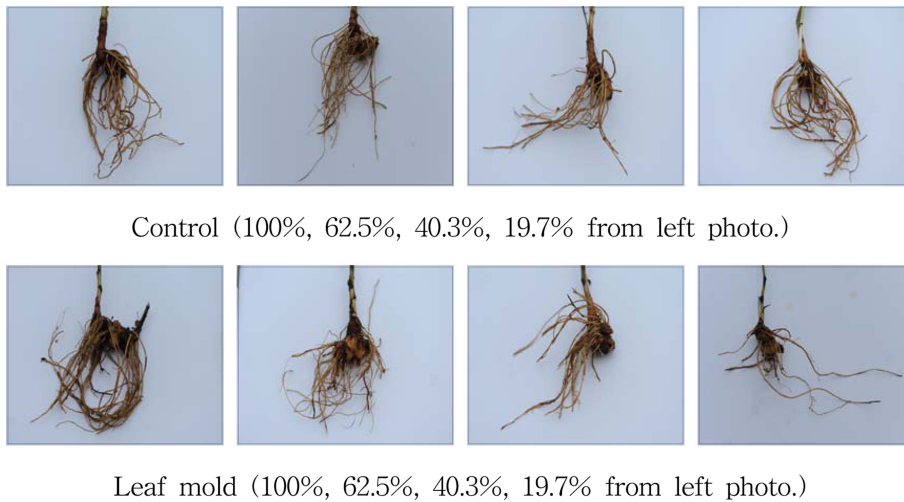 Control (100%, 62.5%, 40.3%, 19.7% from left photo.)
Leaf mold (100%, 62.5%, 40.3%, 19.7% from left photo.)